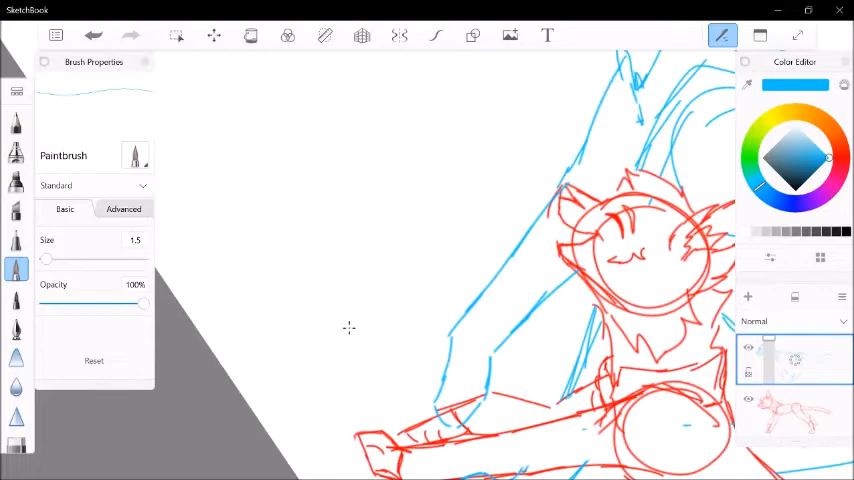 SketchBook
T
Brush Properties
Color Editor
Paintbrush
Standard
Basic Advanced
Size 1.5
Opacity 100%
Reset
Normal